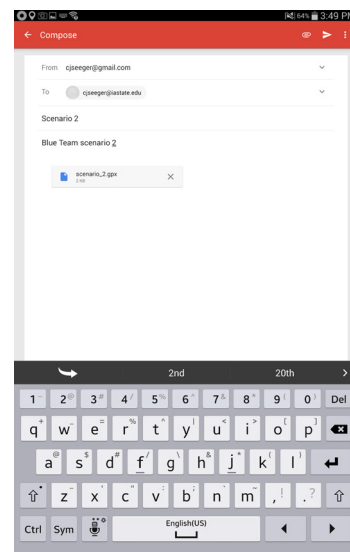 64% 3:49 PM
Compose
From cjseeger@gmail.com
To cjseeger@iastate.edu
Scenario 2
Blue Team scenario 2
scenario_2.gpx
2nd 20th
1 - 2 @ 3 # 4 / 5 % 6 ^ 7 & 8 * 9 ( 0 ) Del
q + w e = r % t ^ y | u < i > o [ p ]
a @ s $ d # f / g \ h & j * k ( l )
z x c " v : b ; n m , ! . ?
Ctrl Sym English(US)